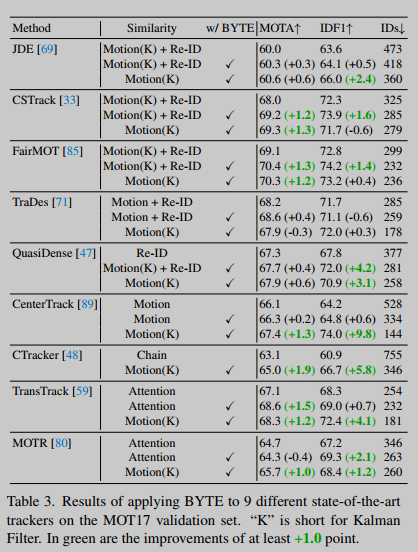 Method Similarity w/ BYTE MOTA↑ IDF1↑ IDs↓
JDE [69] Motion(K) + Re-ID 60.0 63.6 473
Motion(K) + Re-ID ✓ 60.3 (+0.3) 64.1 (+0.5) 418
Motion(K) ✓ 60.6 (+0.6) 66.0 (+2.4) 360
CSTrack [33] Motion(K) + Re-ID 68.0 72.3 325
Motion(K) + Re-ID ✓ 69.2 (+1.2) 73.9 (+1.6) 285
Motion(K) ✓ 69.3 (+1.3) 71.7 (-0.6) 279
FairMOT [85] Motion(K) + Re-ID 69.1 72.8 299
Motion(K) + Re-ID ✓ 70.4 (+1.3) 74.2 (+1.4) 232
Motion(K) ✓ 70.3 (+1.2) 73.2 (+0.4) 236
TraDes [71] Motion + Re-ID 68.2 71.7 285
Motion + Re-ID ✓ 68.6 (+0.4) 71.1 (-0.6) 259
Motion(K) ✓ 67.9 (-0.3) 72.0 (+0.3) 178
QuasiDense [47] Re-ID 67.3 67.8 377
Motion(K) + Re-ID ✓ 67.7 (+0.4) 72.0 (+4.2) 281
Motion(K) ✓ 67.9 (+0.6) 70.9 (+3.1) 258
CenterTrack [89] Motion 66.1 64.2 528
Motion ✓ 66.3 (+0.2) 64.8 (+0.6) 334
Motion(K) ✓ 67.4 (+1.3) 74.0 (+9.8) 144
CTracker [48] Chain 63.1 60.9 755
Motion(K) ✓ 65.0 (+1.9) 66.7 (+5.8) 346
TransTrack [59] Attention 67.1 68.3 254
Attention ✓ 68.6 (+1.5) 69.0 (+0.7) 232
Motion(K) ✓ 68.3 (+1.2) 72.4 (+4.1) 181
MOTR [80] Attention 64.7 67.2 346
Attention ✓ 64.3 (-0.4) 69.3 (+2.1) 263
Motion(K) ✓ 65.7 (+1.0) 68.4 (+1.2) 260
Table 3. Results of applying BYTE to 9 different state-of-the-art
trackers on the MOT17 validation set. “K” is short for Kalman
Filter. In green are the improvements of at least +1.0 point.